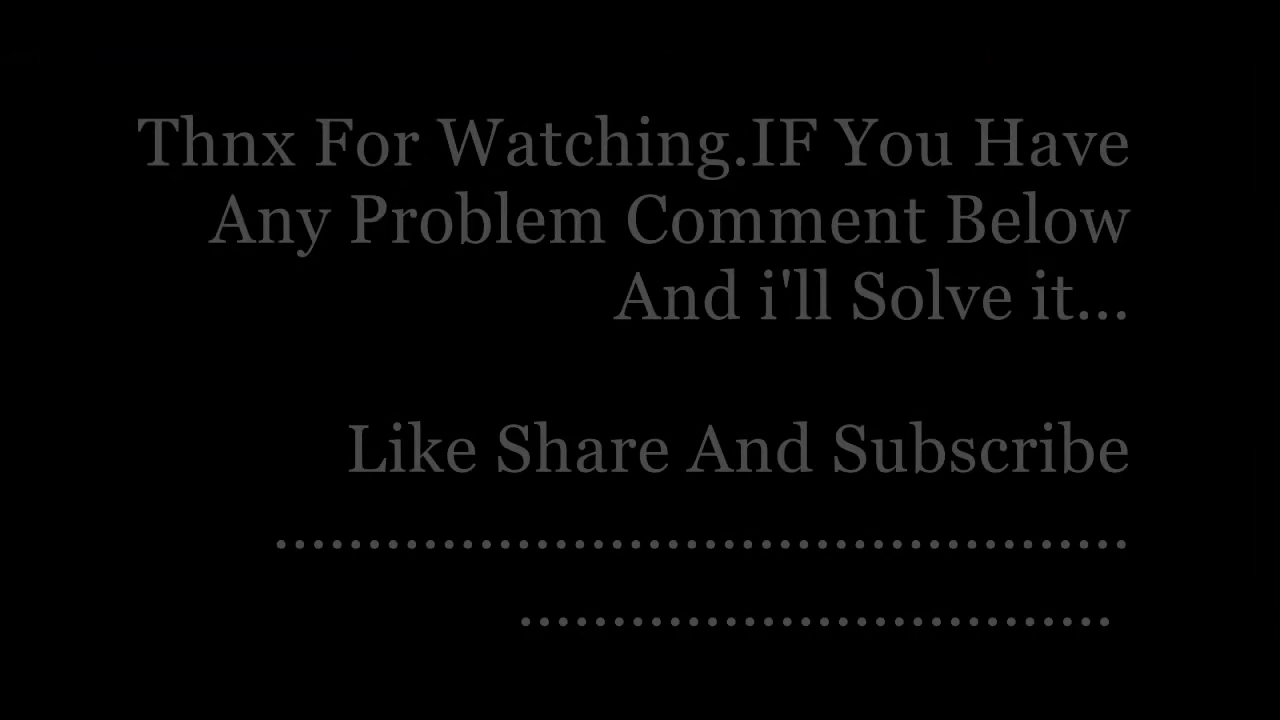 Thnx For Watching.IF You Have
Any Problem Comment Below
And i'll Solve it...
Like Share And Subscribe
..............................................
................................